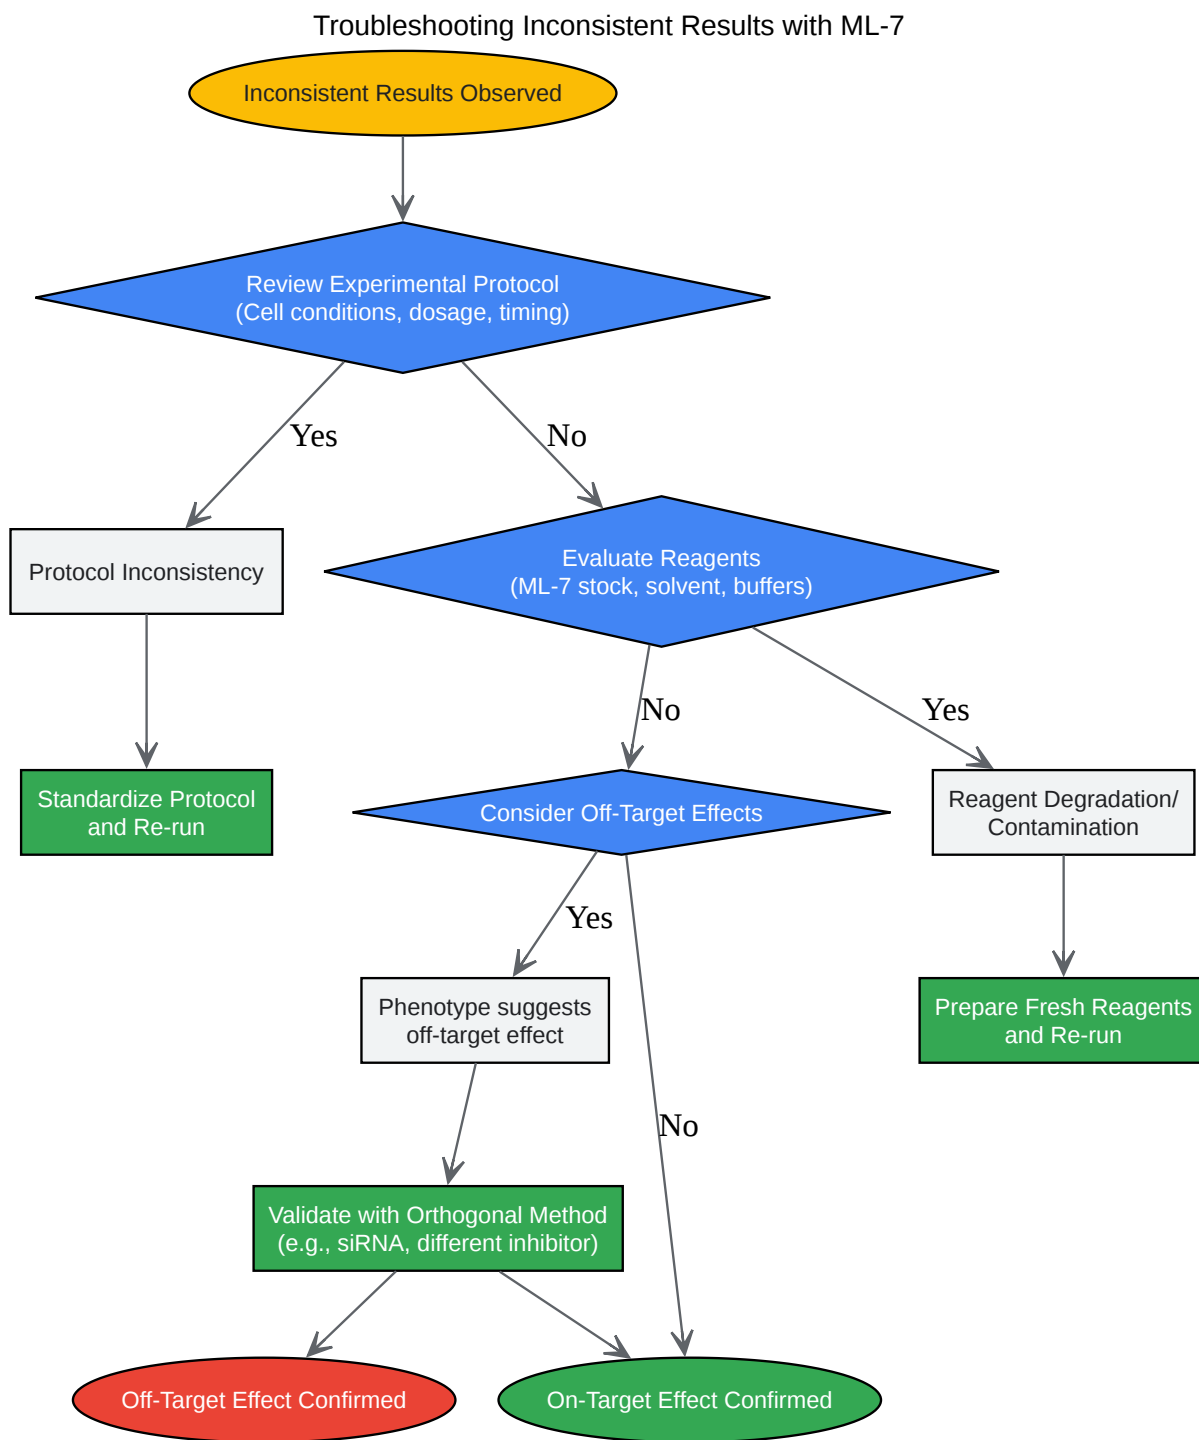 Troubleshooting Inconsistent Results with ML-7
Inconsistent Results Observed
Review Experimental Protocol
(Cell conditions, dosage, timing)
Yes
No
Protocol Inconsistency
Evaluate Reagents
(ML-7 stock, solvent, buffers)
No
Yes
Standardize Protocol
and Re-run
Consider Off-Target Effects
Reagent Degradation/
Contamination
Yes
Phenotype suggests
off-target effect
Prepare Fresh Reagents
and Re-run
No
Validate with Orthogonal Method
(e.g., siRNA, different inhibitor)
Off-Target Effect Confirmed
On-Target Effect Confirmed